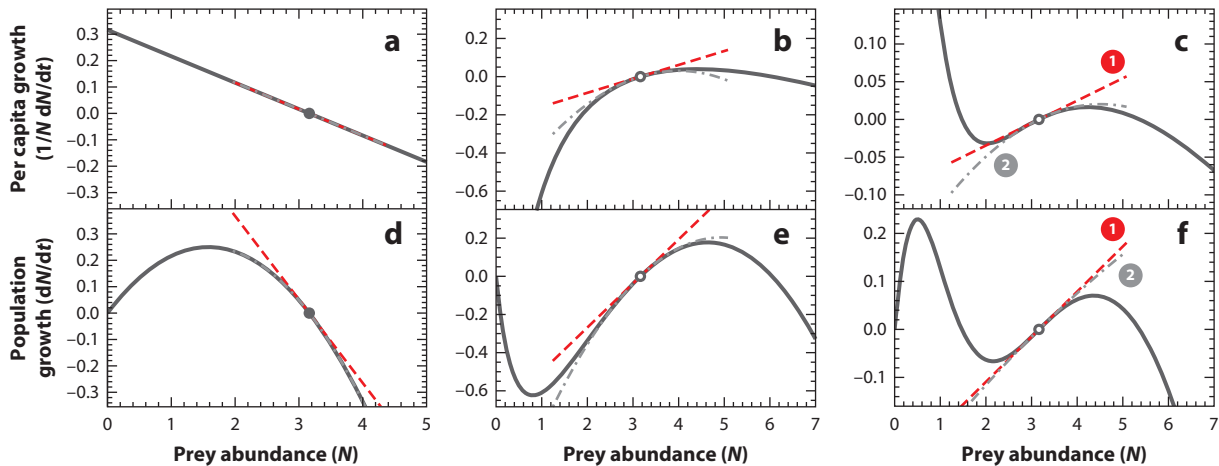 Per capita growth
(1/N dN/dt)
0.3
0.2
0.1
0.0
−0.1
−0.2
−0.3
a
0.4
0.2
0.0
−0.2
−0.4
−0.6
b
0.10
0.05
0.00
−0.05
−0.10
c
1
2
Population
growth (dN/dt)
0.3
0.2
0.1
0.0
−0.1
−0.2
−0.3
d
0.2
0.0
−0.2
−0.4
−0.6
e
0.2
0.1
0.0
−0.1
f
1
2
0 1 2 3 4 5
0 1 2 3 4 5 6 7
0 1 2 3 4 5 6 7
Prey abundance (N)
Prey abundance (N)
Prey abundance (N)